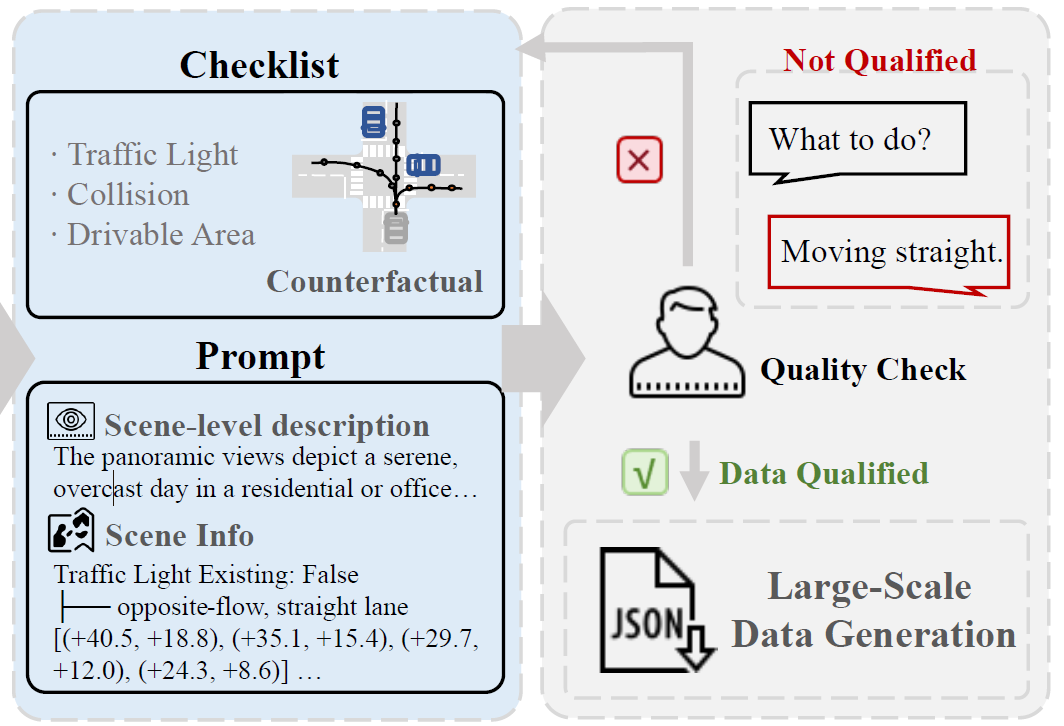 Checklist
· Traffic Light
· Collision
· Drivable Area
Counterfactual
Prompt
Scene-level description
The panoramic views depict a serene,
overcast day in a residential or office…
Scene Info
Traffic Light Existing: False
opposite-flow, straight lane
[(+40.5, +18.8), (+35.1, +15.4), (+29.7,
+12.0), (+24.3, +8.6)] …
Not Qualified
What to do?
Moving straight.
Quality Check
Data Qualified
JSON
Large-Scale
Data Generation